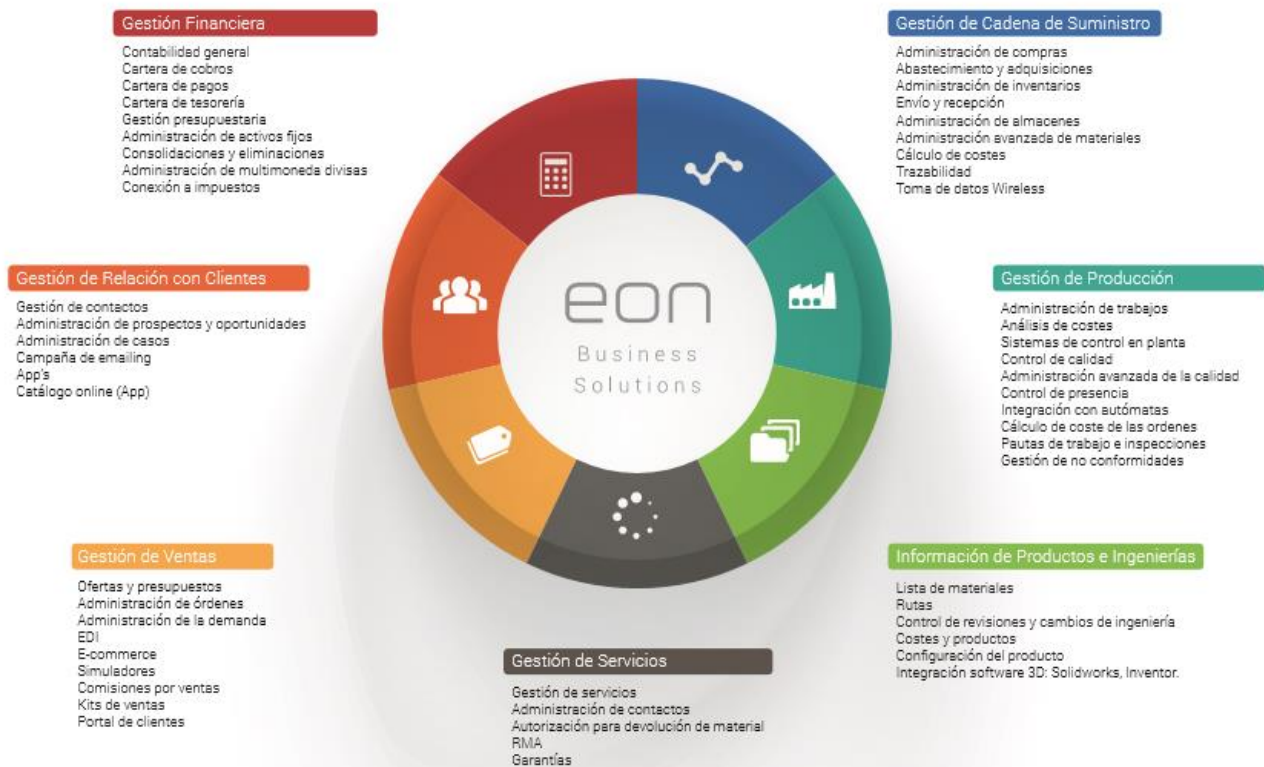 Gestión Financiera
Contabilidad general
Cartera de cobros
Cartera de pagos
Cartera de tesorería
Gestión presupuestaria
Administración de activos fijos
Consolidaciones y eliminaciones
Administración de multimoneda divisas
Conexión a impuestos
Gestión de Cadena de Suministro
Administración de compras
Abastecimiento y adquisiciones
Administración de inventarios
Envío y recepción
Administración de almacenes
Administración avanzada de materiales
Cálculo de costes
Trazabilidad
Toma de datos Wireless
Gestión de Relación con Clientes
Gestión de contactos
Administración de prospectos y oportunidades
Administración de casos
Campaña de emailing
App's
Catálogo online (App)
eon
Business
Solutions
Gestión de Producción
Administración de trabajos
Análisis de costes
Sistemas de control en planta
Control de calidad
Administración avanzada de la calidad
Control de presencia
Integración con autómatas
Cálculo de coste de las ordenes
Pautas de trabajo e inspecciones
Gestión de no conformidades
Gestión de Ventas
Ofertas y presupuestos
Administración de órdenes
Administración de la demanda
EDI
E-commerce
Simuladores
Comisiones por ventas
Kits de ventas
Portal de clientes
Gestión de Servicios
Gestión de servicios
Administración de contactos
Autorización para devolución de material
RMA
Garantías
Información de Productos e Ingenierías
Lista de materiales
Rutas
Control de revisiones y cambios de ingeniería
Costes y productos
Configuración del producto
Integración software 3D: Solidworks, Inventor.